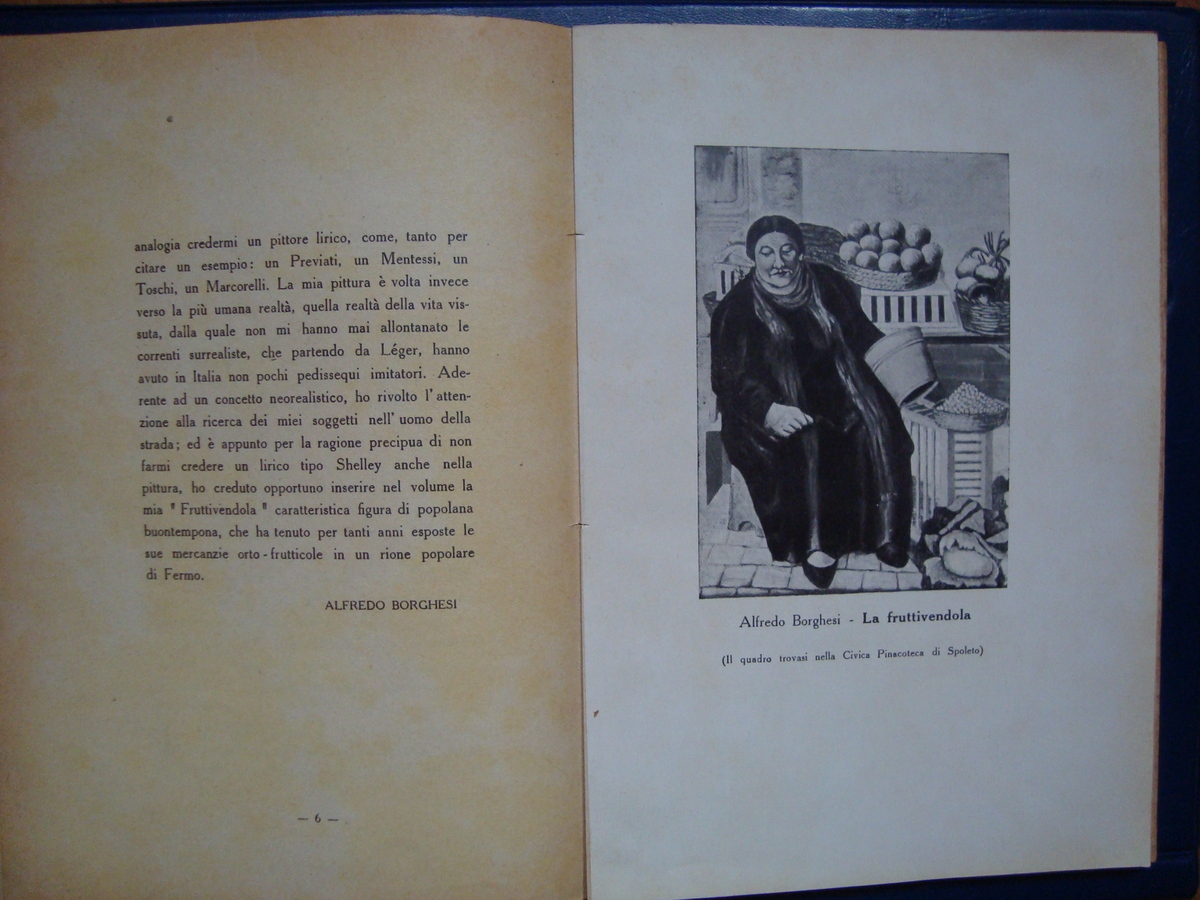 analogia credermi un pittore lirico, come, tanto per
citare un esempio: un Previati, un Mentessi, un
Toschi, un Marcorelli. La mia pittura è volta invece
verso la più umana realtà, quella realtà della vita vis-
suta, dalla quale non mi hanno mai allontanato le
correnti surrealiste, che partendo da Léger, hanno
avuto in Italia non pochi pedissequi imitatori. Ade-
rente ad un concetto neorealistico, ho rivolto l'atten-
zione alla ricerca dei miei soggetti nell'uomo della
strada; ed è appunto per la ragione precipua di non
farmi credere un lirico tipo Shelley anche nella
pittura, ho creduto opportuno inserire nel volume la
mia "Fruttivendola" caratteristica figura di popolana
buontempona, che ha tenuto per tanti anni esposte le
sue mercanzie orto-frutticole in un rione popolare
di Fermo.
ALFREDO BORGHESI
— 6 —
Alfredo Borghesi - La fruttivendola
(Il quadro trovasi nella Civica Pinacoteca di Spoleto)